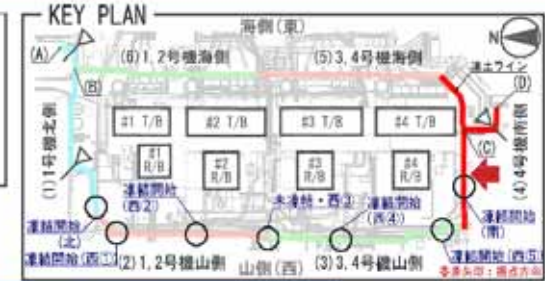 KEY PLAN
海側(東)
N
(A)
(6)1,2号機海側
(5)3,4号機海側
凍土ライン
(B)
(D)
#1 T/B
#2 T/B
#3 T/B
#4 T/B
(C)
(1)1号機北側
#1
R/B
#2
R/B
#3
R/B
#4
R/B
(4)4号機南側
凍結開始
(西②)
未凍結・西③
凍結開始
(西④)
凍結開始
(北)
凍結開始
(南)
凍結開始(西①)
(2)1,2号機山側
山側(西)
(3)3,4号機山側
凍結開始(西⑤)